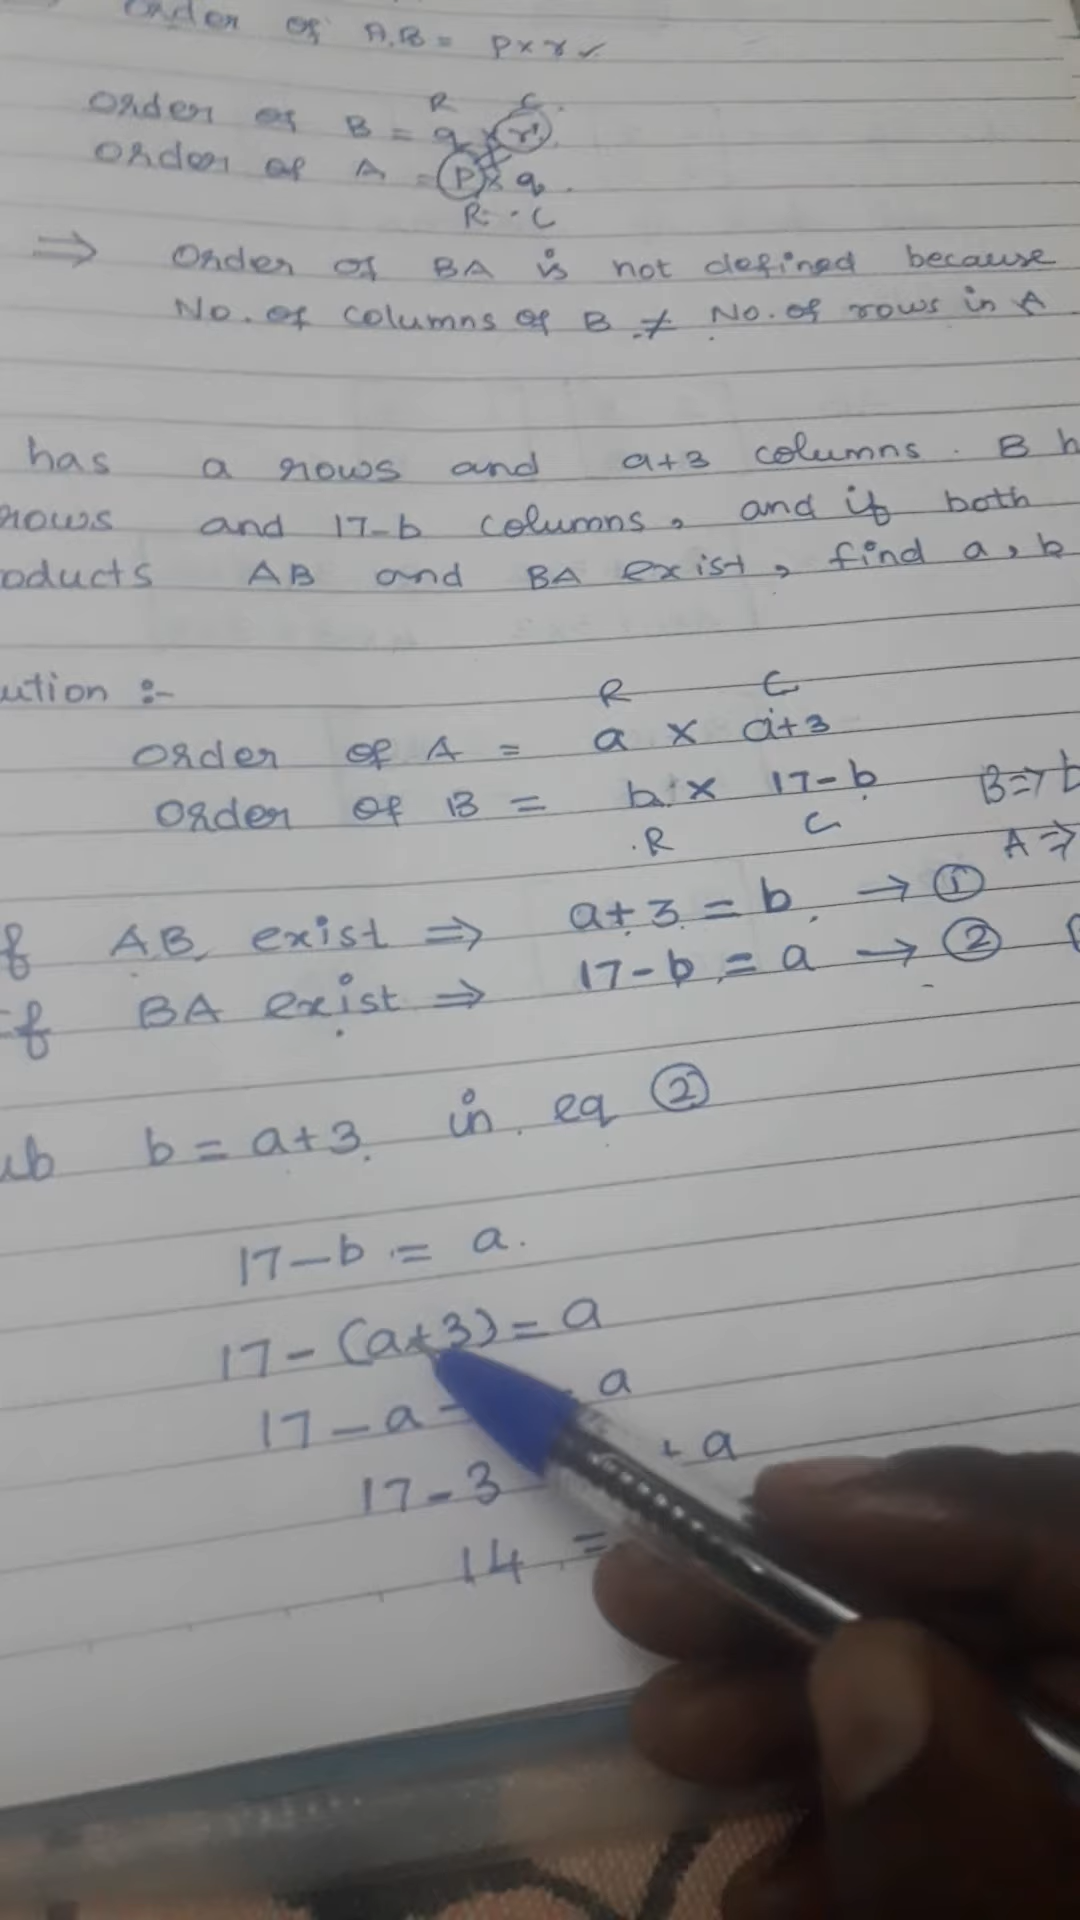 Order of A.B = p x r ✓
R C
Order of B = q x r
Order of A = p x q
R C
⇒ Order of BA is not defined because
No. of columns of B ≠ No. of rows in A
has a rows and a+3 columns. B h
rows and 17-b columns, and if both
oducts AB and BA exist, find a, b
ution :-
R C
Order of A = a x a+3
Order of B = b x 17-b B ⇒ b
R C A ⇒
f AB exist ⇒ a+3 = b → ①
f BA exist ⇒ 17-b = a → ②
ub b = a+3 in eq ②
17-b = a.
17-(a+3) = a
17-a- a
17-3 a
14 =